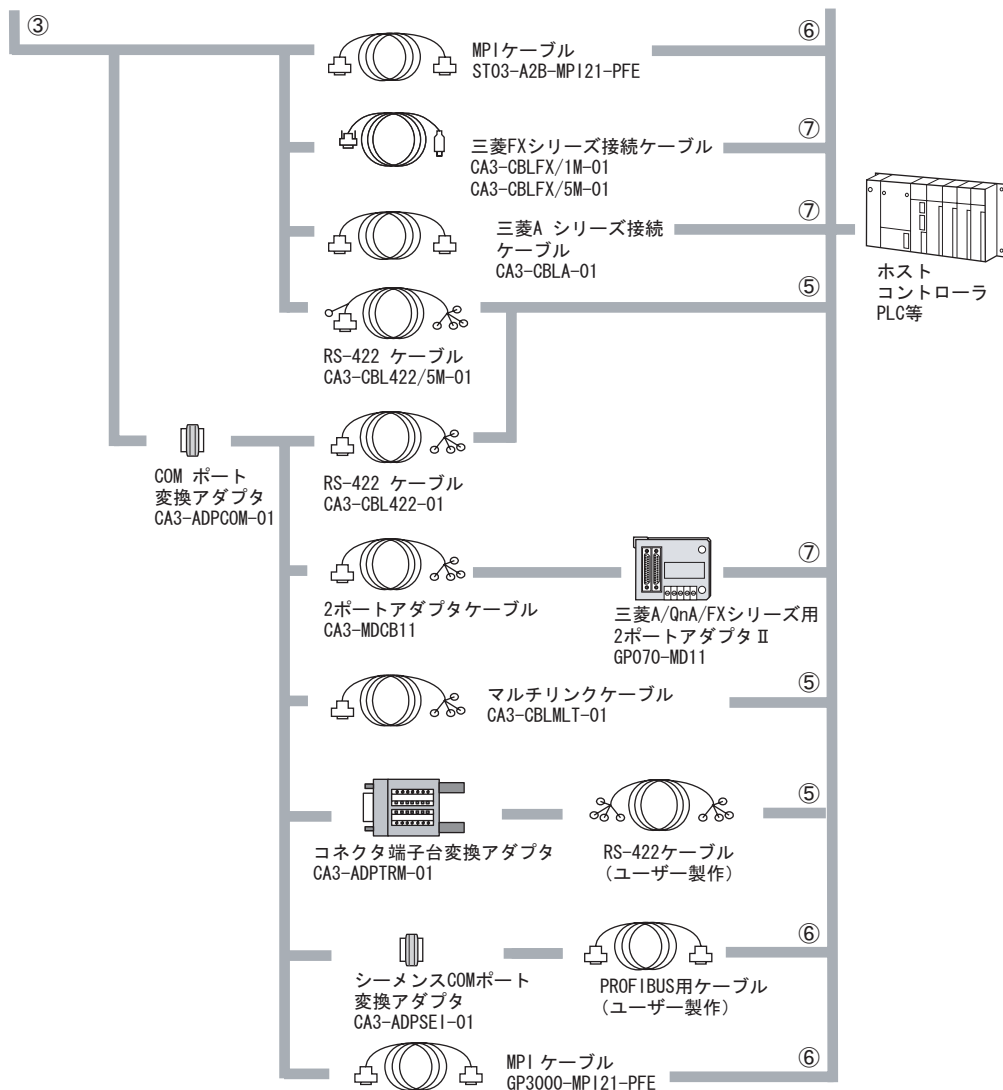 ③
⑥
MPIケーブル
ST03-A2B-MPI21-PFE
⑦
三菱FXシリーズ接続ケーブル
CA3-CBLFX/1M-01
CA3-CBLFX/5M-01
⑦
三菱A シリーズ接続
ケーブル
CA3-CBLA-01
ホスト
コントローラ
PLC等
⑤
RS-422 ケーブル
CA3-CBL422/5M-01
COM ポート
変換アダプタ
CA3-ADPCOM-01
RS-422 ケーブル
CA3-CBL422-01
⑦
2ポートアダプタケーブル
CA3-MDCB11
三菱A/QnA/FXシリーズ用
2ポートアダプタⅡ
GP070-MD11
⑤
マルチリンクケーブル
CA3-CBLMLT-01
⑤
コネクタ端子台変換アダプタ
CA3-ADPTRM-01
RS-422ケーブル
(ユーザー製作)
⑥
シーメンスCOMポート
変換アダプタ
CA3-ADPSEI-01
PROFIBUS用ケーブル
(ユーザー製作)
⑥
MPI ケーブル
GP3000-MPI21-PFE